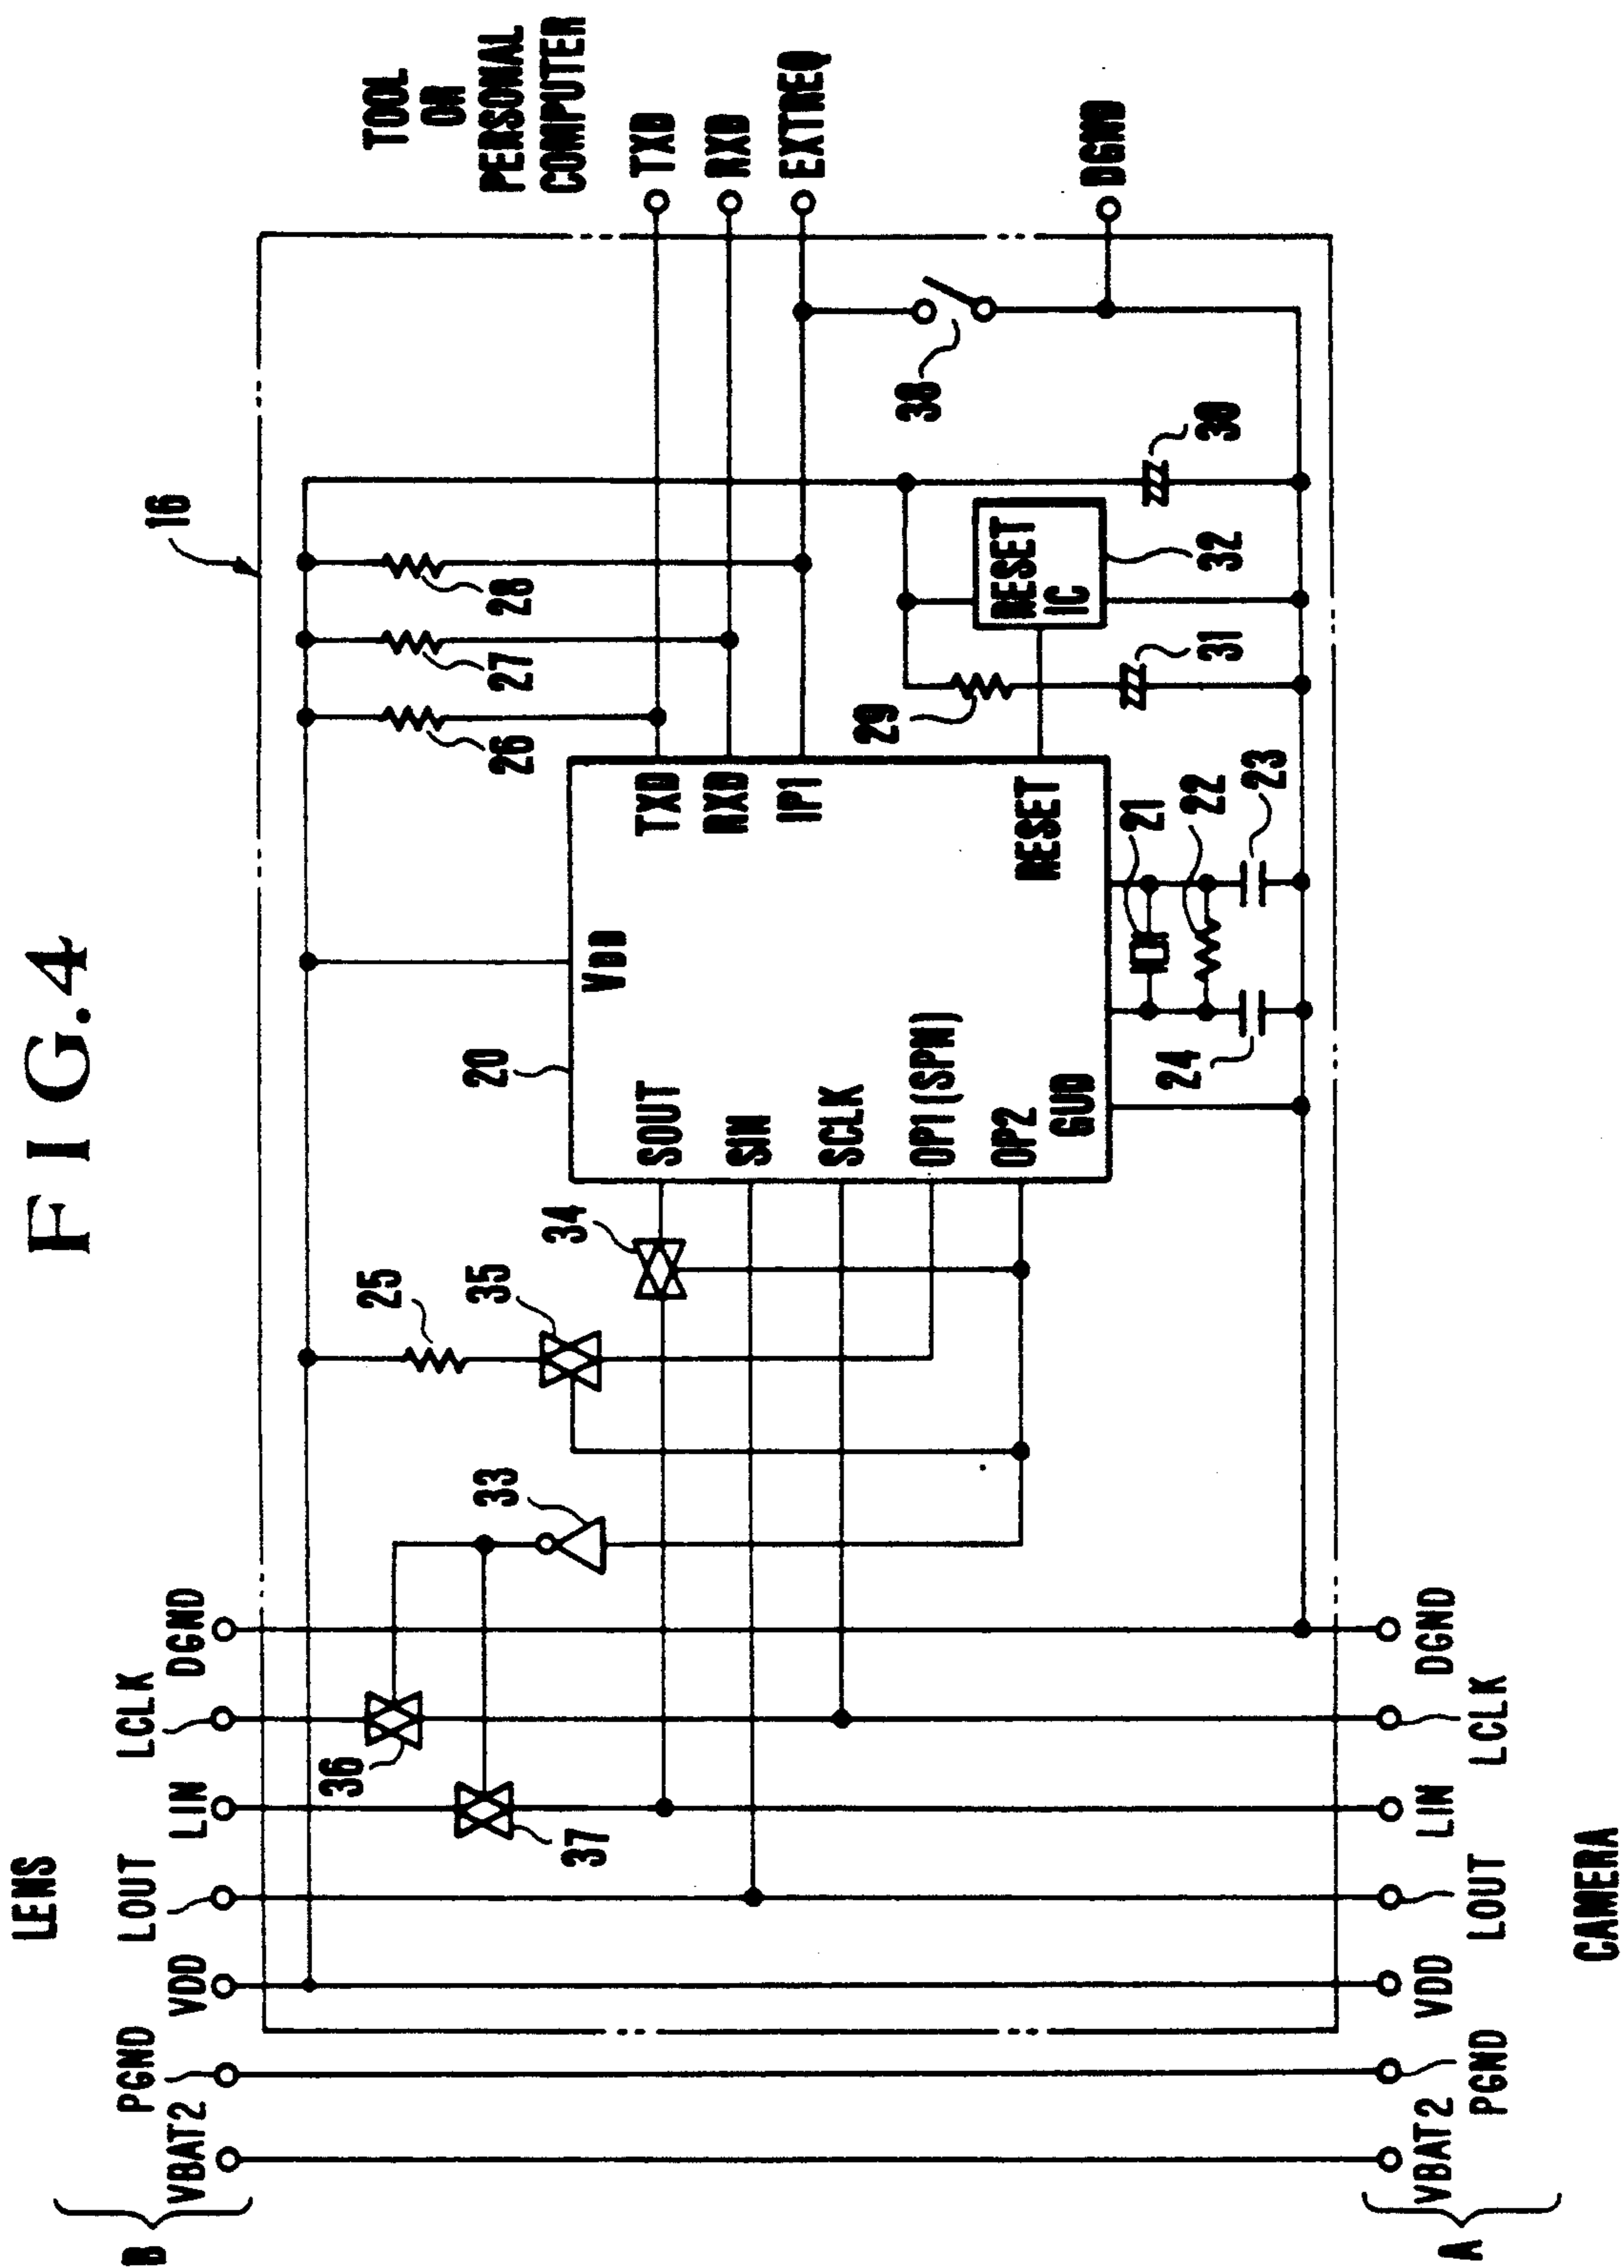 FIG.4
B
VBAT2
PGND
VDD
LENS
LOUT
LIN
LCLK
DGND
36
37
33
25
35
34
20
16
26
27
28
TOOL
OR
PERSONAL
COMPUTER
TXD
RXD
EXTREQ
DGND
VDD
SOUT
SIN
SCLK
OP1(SPM)
OP2
GUD
TXD
RXD
IP1
RESET
29
RESET
IC
32
31
30
38
21
22
23
24
A
VBAT2
PGND
VDD
LOUT
LIN
LCLK
DGND
CAMERA